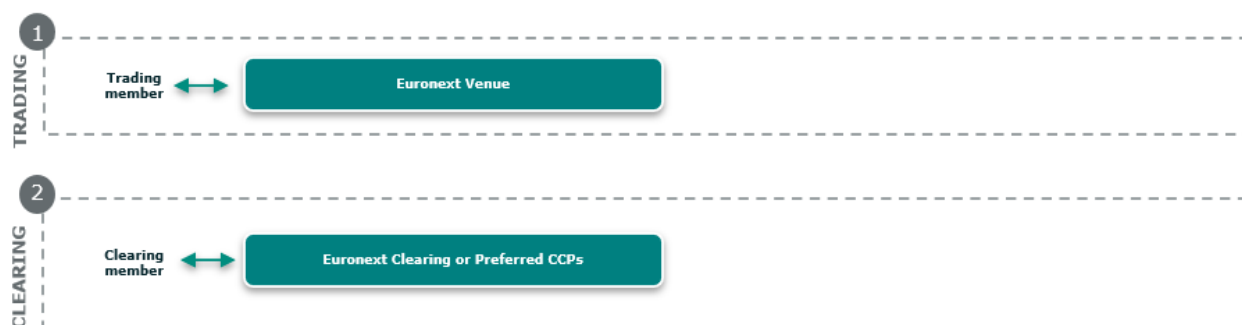 1
TRADING
Trading
member
Euronext Venue
2
CLEARING
Clearing
member
Euronext Clearing or Preferred CCPs